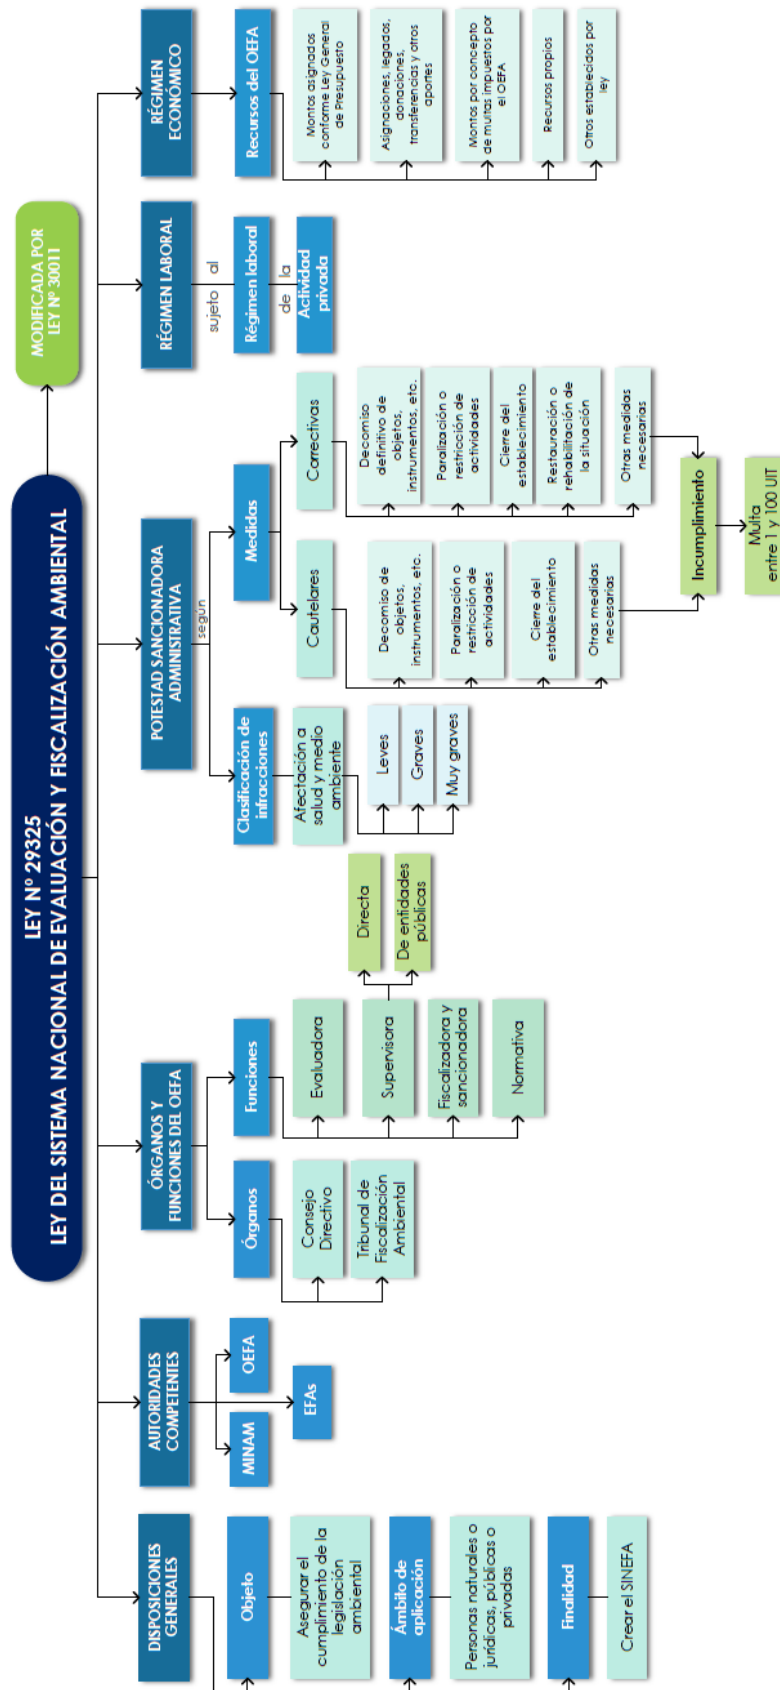 LEY Nº 29325
LEY DEL SISTEMA NACIONAL DE EVALUACIÓN Y FISCALIZACIÓN AMBIENTAL
MODIFICADA POR
LEY Nº 30011
DISPOSICIONES
GENERALES
Objeto
Asegurar el
cumplimiento de la
legislación
ambiental
Ámbito de
aplicación
Personas naturales o
jurídicas, públicas o
privadas
Finalidad
Crear el SINEFA
AUTORIDADES
COMPETENTES
MINAM
OEFA
EFAs
ÓRGANOS Y
FUNCIONES DEL OEFA
Órganos
Consejo
Directivo
Tribunal de
Fiscalización
Ambiental
Funciones
Evaluadora
Supervisora
Directa
De entidades
públicas
Fiscalizadora y
sancionadora
Normativa
POTESTAD SANCIONADORA
ADMINISTRATIVA
según
Clasificación de
infracciones
Afectación a
salud y medio
ambiente
Leves
Graves
Muy graves
Medidas
Cautelares
Decomiso de
objetos,
instrumentos, etc.
Paralización o
restricción de
actividades
Cierre del
establecimiento
Otras medidas
necesarias
Correctivas
Decomiso
definitivo de
objetos,
instrumentos, etc.
Paralización o
restricción de
actividades
Cierre del
establecimiento
Restauración o
rehabilitación de
la situación
Otras medidas
necesarias
Incumplimiento
Multa
entre 1 y 100 UIT
RÉGIMEN LABORAL
sujeto al
Régimen laboral
de la
Actividad
privada
RÉGIMEN
ECONÓMICO
Recursos del OEFA
Montos asignados
conforme Ley General
de Presupuesto
Asignaciones, legados,
donaciones,
transferencias y otros
aportes
Montos por concepto
de multas impuestos por
el OEFA
Recursos propios
Otros establecidos por
ley